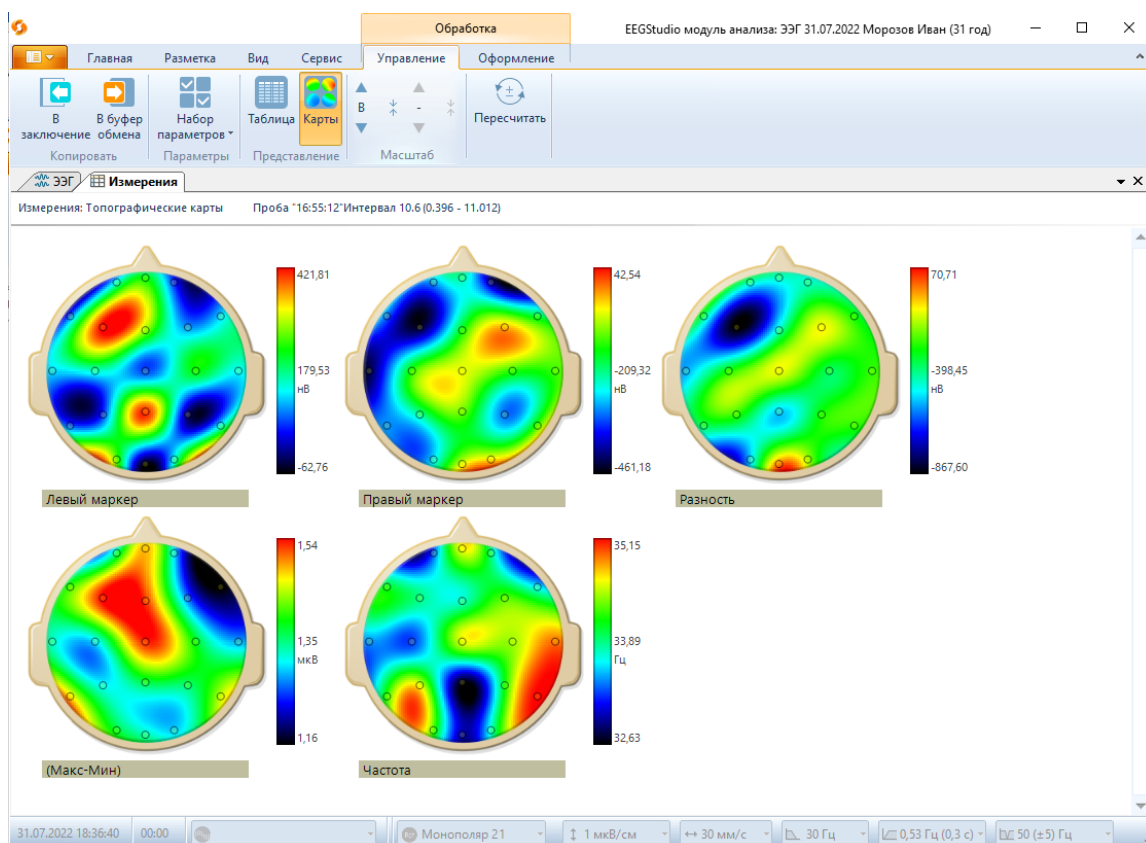 Обработка
EEGStudio модуль анализа: ЭЭГ 31.07.2022 Морозов Иван (31 год)
Главная Разметка Вид Сервис Управление Оформление
В заключение
В буфер обмена
Набор параметров
Таблица
Карты
В
-
Пересчитать
Копировать Параметры Представление Масштаб
ЭЭГ Измерения
Измерения: Топографические карты Проба "16:55:12"Интервал 10.6 (0.396 - 11.012)
421,81
179,53
нВ
-62,76
Левый маркер
42,54
-209,32
нВ
-461,18
Правый маркер
70,71
-398,45
нВ
-867,60
Разность
1,54
1,35
мкВ
1,16
(Макс-Мин)
35,15
33,89
Гц
32,63
Частота
31.07.2022 18:36:40 00:00 Монополяр 21 1 мкВ/см 30 мм/с 30 Гц 0,53 Гц (0,3 с) 50 (±5) Гц